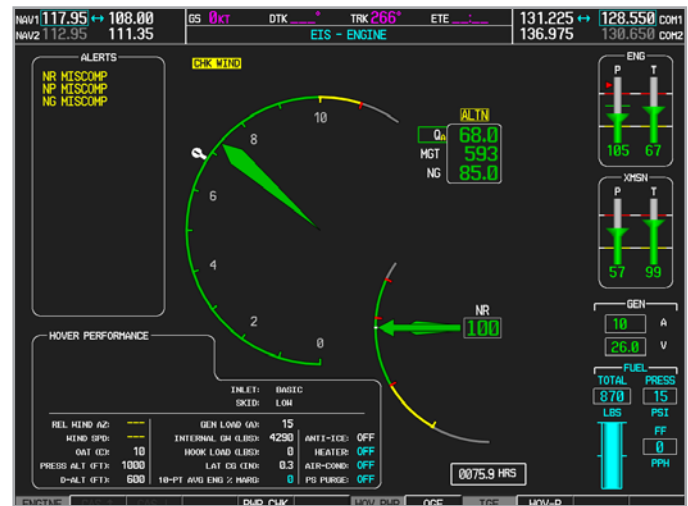 NAV1 117.95 ↔ 108.00 GS 0KT DTK ___° TRK 266° ETE __:__ 131.225 ↔ 128.550 COM1
NAV2 112.95 111.35 EIS - ENGINE 136.975 130.650 COM2
ALERTS
NR MISCOMP
NP MISCOMP
NG MISCOMP
CHK WIND
10
8
6
4
2
0
ALTN
QA 68.0
MGT 593
NG 85.0
NR
100
ENG
P T
105 67
XMSN
P T
57 99
GEN
10 A
26.0 V
FUEL
TOTAL PRESS
870 15
LBS PSI
FF
0
PPH
HOVER PERFORMANCE
INLET: BASIC
SKID: LOW
REL WIND AZ: --- GEN LOAD (A): 15
WIND SPD: --- INTERNAL GW (LBS): 4290 ANTI-ICE: OFF
OAT (C): 10 HOOK LOAD (LBS): 0 HEATER: OFF
PRESS ALT (FT): 1000 LAT CG (IN): 0.3 AIR-COND: OFF
D-ALT (FT): 600 10-PT AVG ENG % MARG: 0 PS PURGE: OFF
0075.9 HRS
ENGINE PWR CHK HOV PWR OGE IGE HOV-P